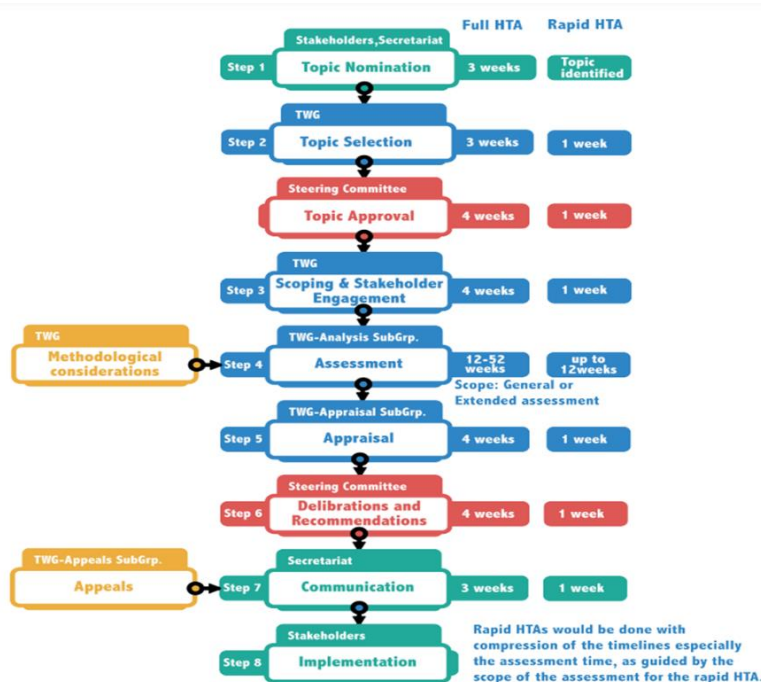 Full HTA
Rapid HTA
Stakeholders,Secretariat
Step 1
Topic Nomination
3 weeks
Topic
identified
TWG
Step 2
Topic Selection
3 weeks
1 week
Steering Committee
Topic Approval
4 weeks
1 week
TWG
Step 3
Scoping & Stakeholder
Engagement
4 weeks
1 week
TWG
Methodological
considerations
TWG-Analysis SubGrp.
Step 4
Assessment
12-52
weeks
up to
12weeks
Scope: General or
Extended assessment
TWG-Appraisal SubGrp.
Step 5
Appraisal
4 weeks
1 week
Steering Committee
Step 6
Delibrations and
Recommendations
4 weeks
1 week
TWG-Appeals SubGrp.
Appeals
Secretariat
Step 7
Communication
3 weeks
1 week
Stakeholders
Step 8
Implementation
Rapid HTAs would be done with
compression of the timelines especially
the assessment time, as guided by the
scope of the assessment for the rapid HTA.